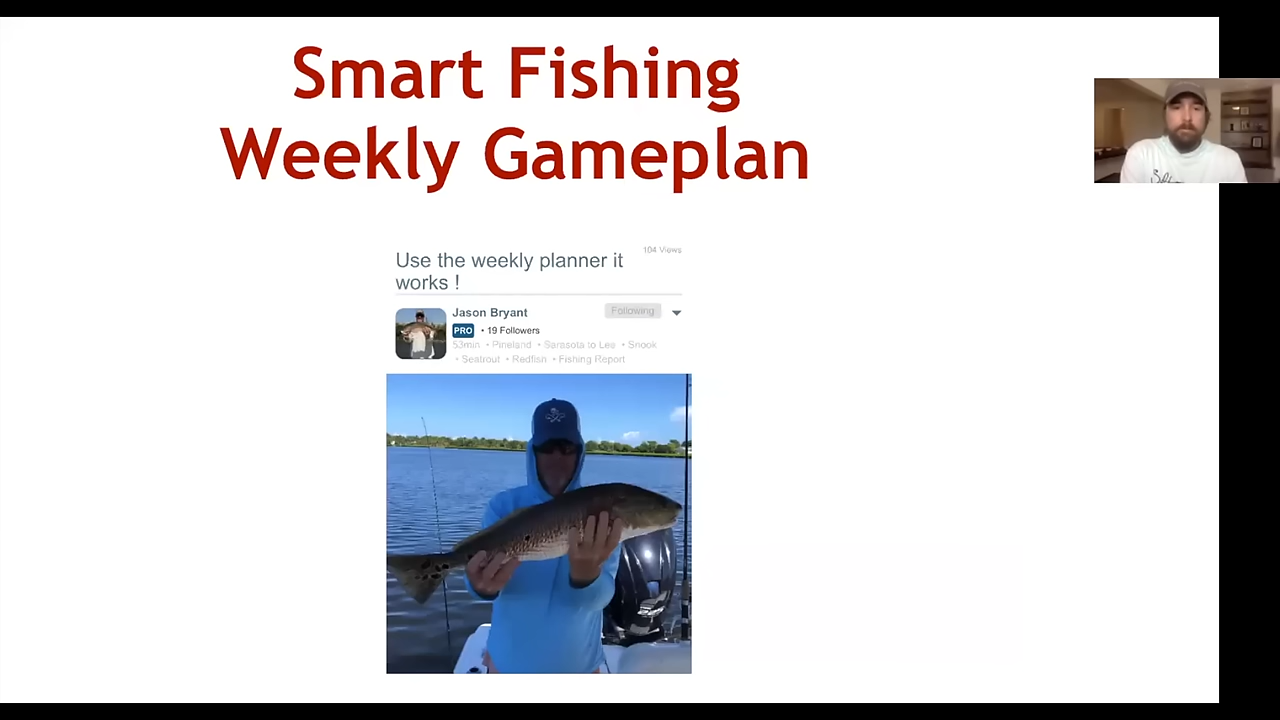 Smart Fishing
Weekly Gameplan
104 Views
Use the weekly planner it
works !
Jason Bryant
Following
PRO • 19 Followers
53min • Pineland • Sarasota to Lee • Snook
• Seatrout • Redfish • Fishing Report